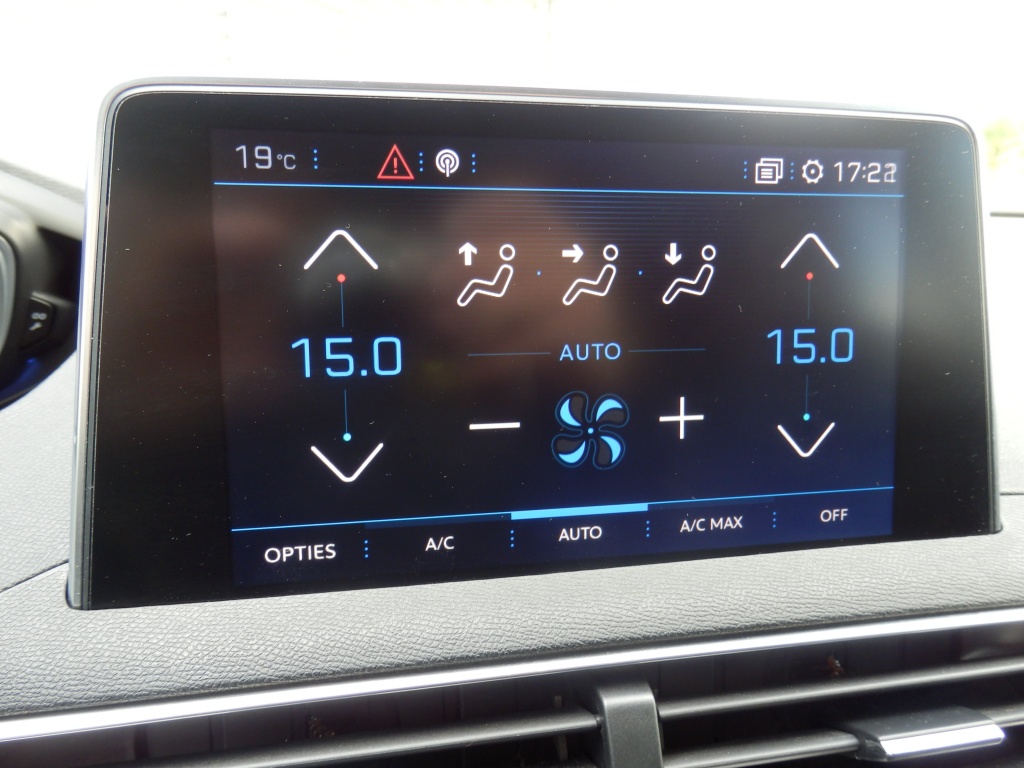 19°C 17:22
15.0 AUTO 15.0
OPTIES A/C AUTO A/C MAX OFF